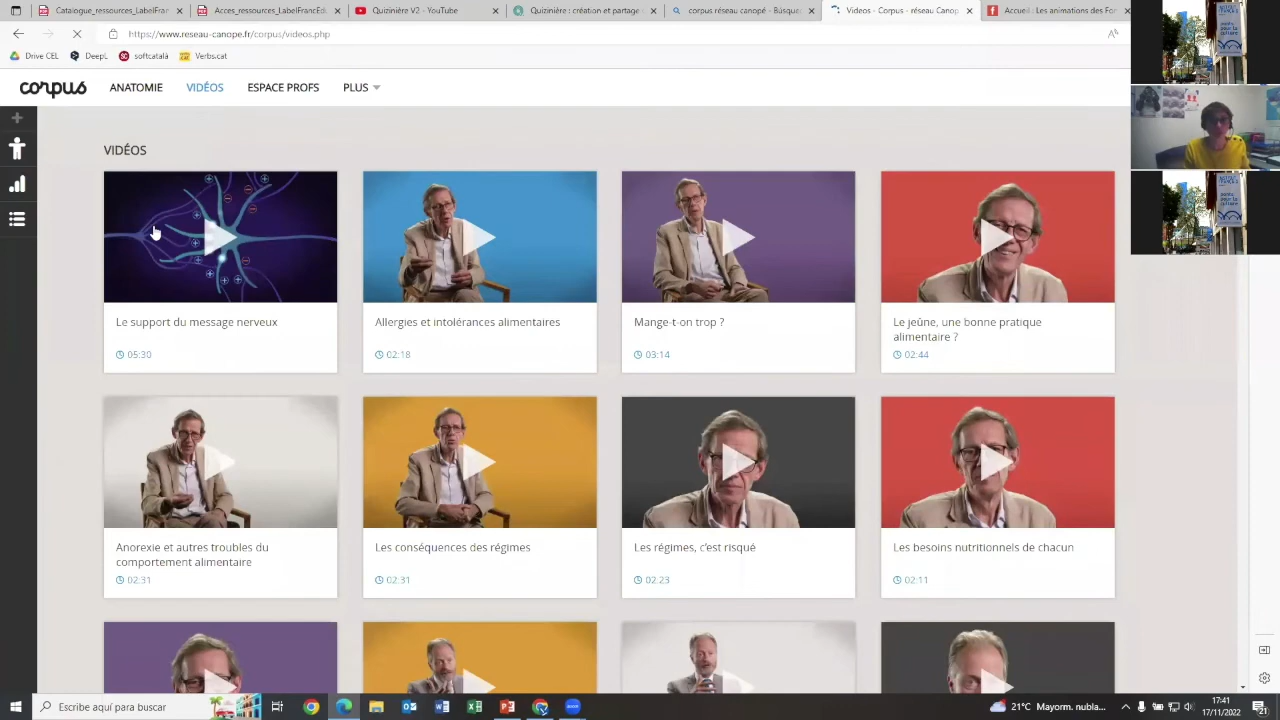 Catalogue_ressources_LabelFranc
Acces_ressources_LabelFrancEdu
Quizinière V2 - YouTube
Quizinière : création et partage
corpus réseau canopé - Búsque
Videos - Corpus - réseau Canop
Accueil : Les animations des Fon
https://www.reseau-canope.fr/corpus/videos.php
Drive CEL
DeepL
softcatalà
Verbs.cat
corpus
ANATOMIE
VIDÉOS
ESPACE PROFS
PLUS
VIDÉOS
Le support du message nerveux
05:30
Allergies et intolérances alimentaires
02:18
Mange-t-on trop ?
03:14
Le jeûne, une bonne pratique
alimentaire ?
02:44
Anorexie et autres troubles du
comportement alimentaire
02:31
Les conséquences des régimes
02:31
Les régimes, c'est risqué
02:23
Les besoins nutritionnels de chacun
02:11
Escribe aquí para buscar
21°C Mayorm. nubla...
17:41
17/11/2022
21